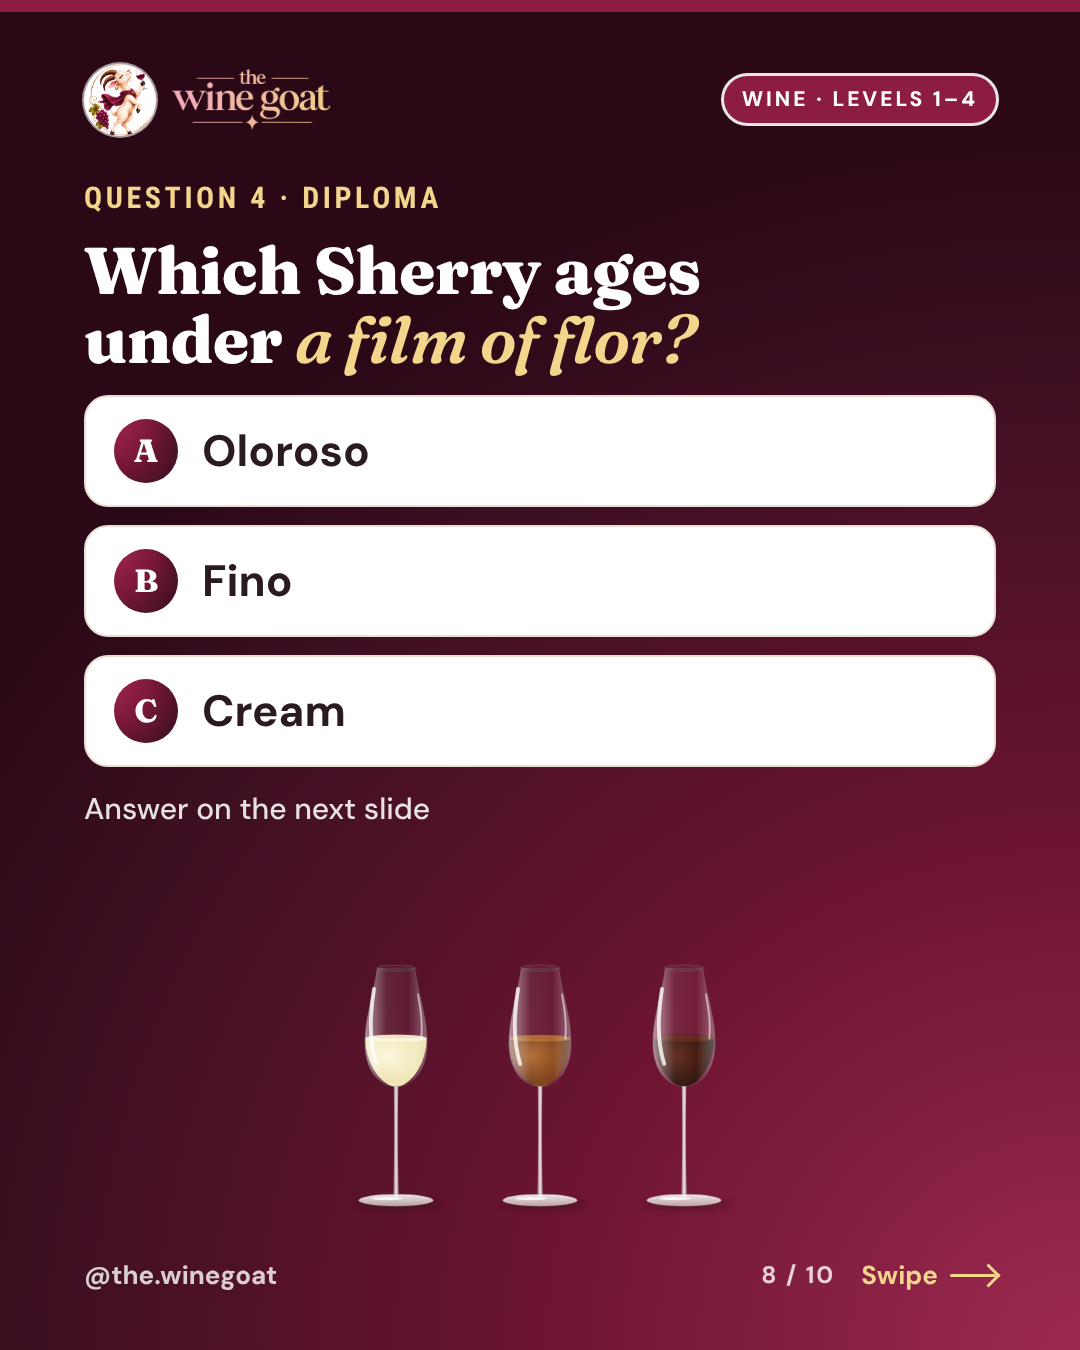 the
wine goat
WINE · LEVELS 1–4
QUESTION 4 · DIPLOMA
Which Sherry ages
under a film of flor?
A Oloroso
B Fino
C Cream
Answer on the next slide
@the.winegoat
8 / 10 Swipe